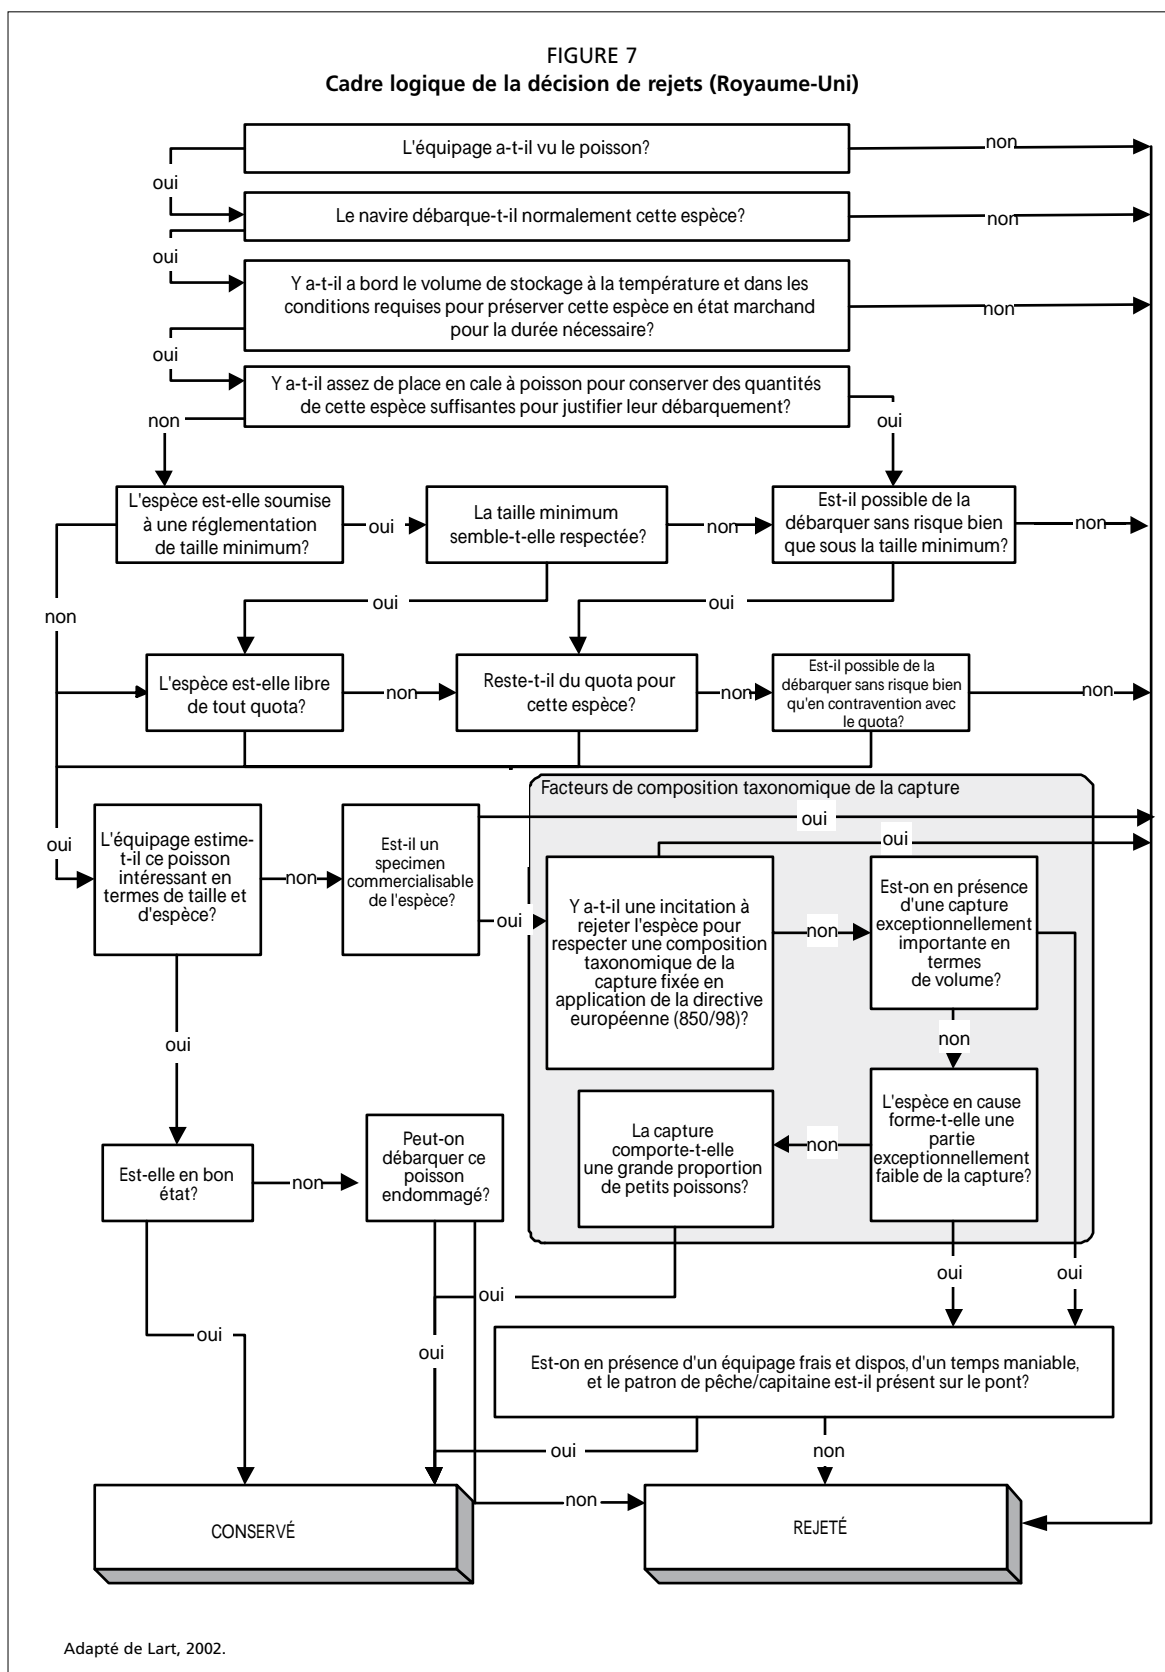 FIGURE 7
Cadre logique de la décision de rejets (Royaume-Uni)
L'équipage a-t-il vu le poisson?
non
oui
Le navire débarque-t-il normalement cette espèce?
non
oui
Y a-t-il a bord le volume de stockage à la température et dans les
conditions requises pour préserver cette espèce en état marchand
pour la durée nécessaire?
non
oui
Y a-t-il assez de place en cale à poisson pour conserver des quantités
de cette espèce suffisantes pour justifier leur débarquement?
non
oui
L'espèce est-elle soumise
à une réglementation
de taille minimum?
oui
La taille minimum
semble-t-elle respectée?
non
Est-il possible de la
débarquer sans risque bien
que sous la taille minimum?
non
non
oui
oui
L'espèce est-elle libre
de tout quota?
non
Reste-t-il du quota pour
cette espèce?
non
Est-il possible de la
débarquer sans risque bien
qu'en contravention avec
le quota?
non
Facteurs de composition taxonomique de la capture
oui
oui
oui
L'équipage estime-
t-il ce poisson
intéressant en
termes de taille et
d'espèce?
non
Est-il un
specimen
commercialisable
de l'espèce?
oui
Y a-t-il une incitation à
rejeter l'espèce pour
respecter une composition
taxonomique de la
capture fixée en
application de la directive
européenne (850/98)?
non
Est-on en présence
d'une capture
exceptionnellement
importante en
termes
de volume?
non
oui
L'espèce en cause
forme-t-elle une
partie
exceptionnellement
faible de la capture?
non
La capture
comporte-t-elle
une grande proportion
de petits poissons?
Est-elle en bon
état?
non
Peut-on
débarquer ce
poisson
endommagé?
oui
oui
oui
oui
oui
Est-on en présence d'un équipage frais et dispos, d'un temps maniable,
et le patron de pêche/capitaine est-il présent sur le pont?
oui
non
CONSERVÉ
non
REJETÉ
Adapté de Lart, 2002.